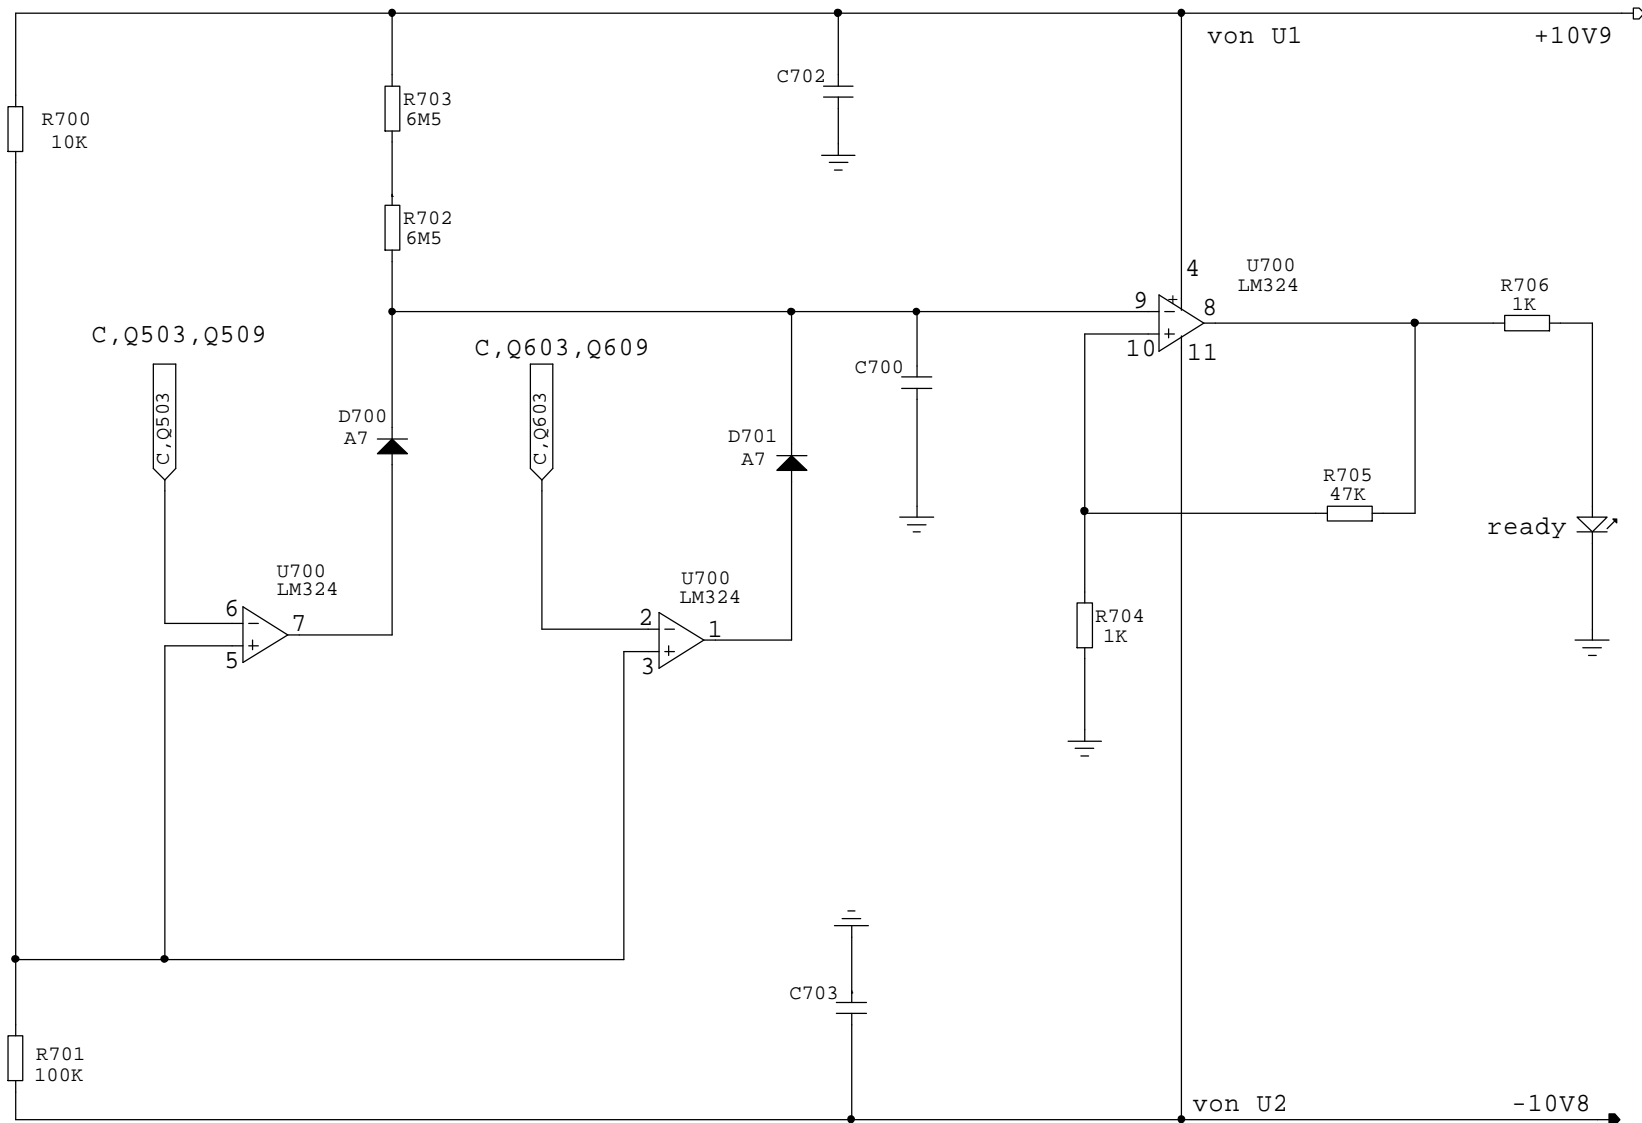 von U1
+10V9
C702
R703
6M5
R700
10K
R702
6M5
4
U700
LM324
R706
1K
9
+
-
8
+
10
11
C,Q503,Q509
C,Q603,Q609
C700
C,Q503
C,Q603
D700
A7
D701
A7
R705
47K
ready
U700
LM324
6
-
7
+
5
U700
LM324
2
-
1
+
3
R704
1K
C703
R701
100K
von U2
-10V8